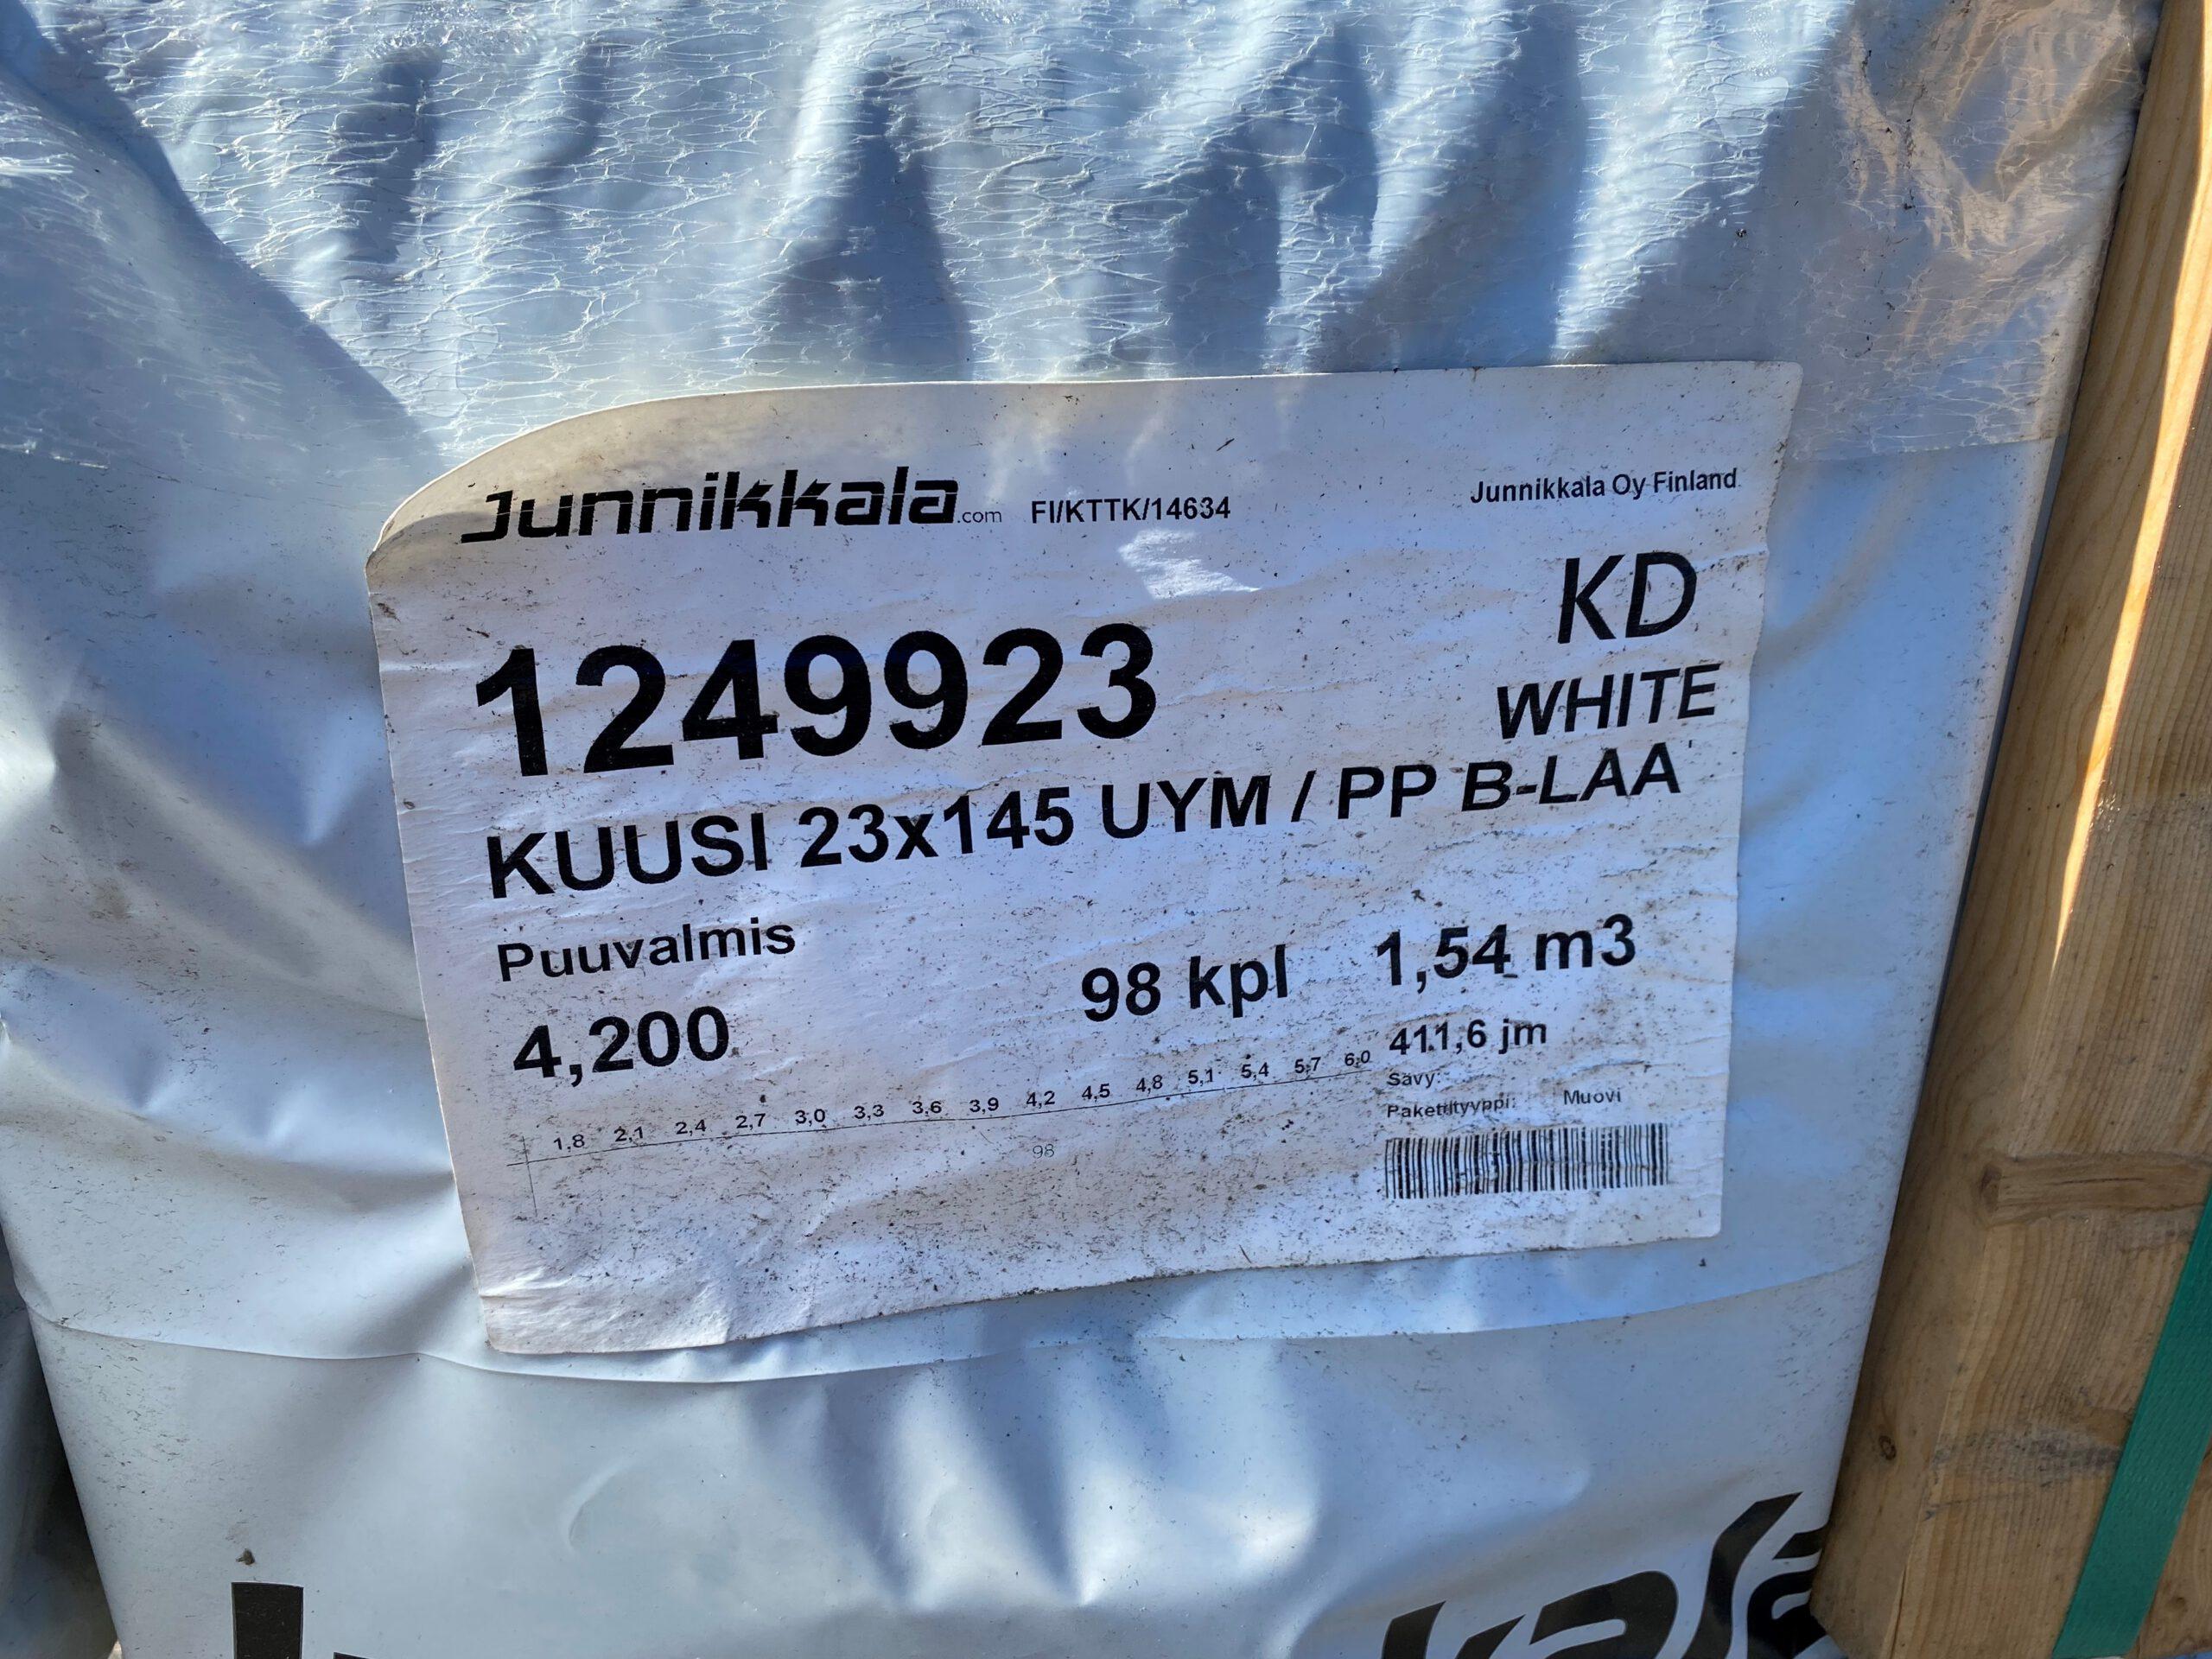 Junnikkala.com FI/KTTK/14634 Junnikkala Oy Finland
KD
1249923
WHITE
KUUSI 23x145 UYM / PP B-LAA
Puuvalmis
4,200 98 kpl 1,54 m3
411,6 jm
1,8 2,1 2,4 2,7 3,0 3,3 3,6 3,9 4,2 4,5 4,8 5,1 5,4 5,7 6,0
Sävy:
Pakettityyppi: Muovi
98